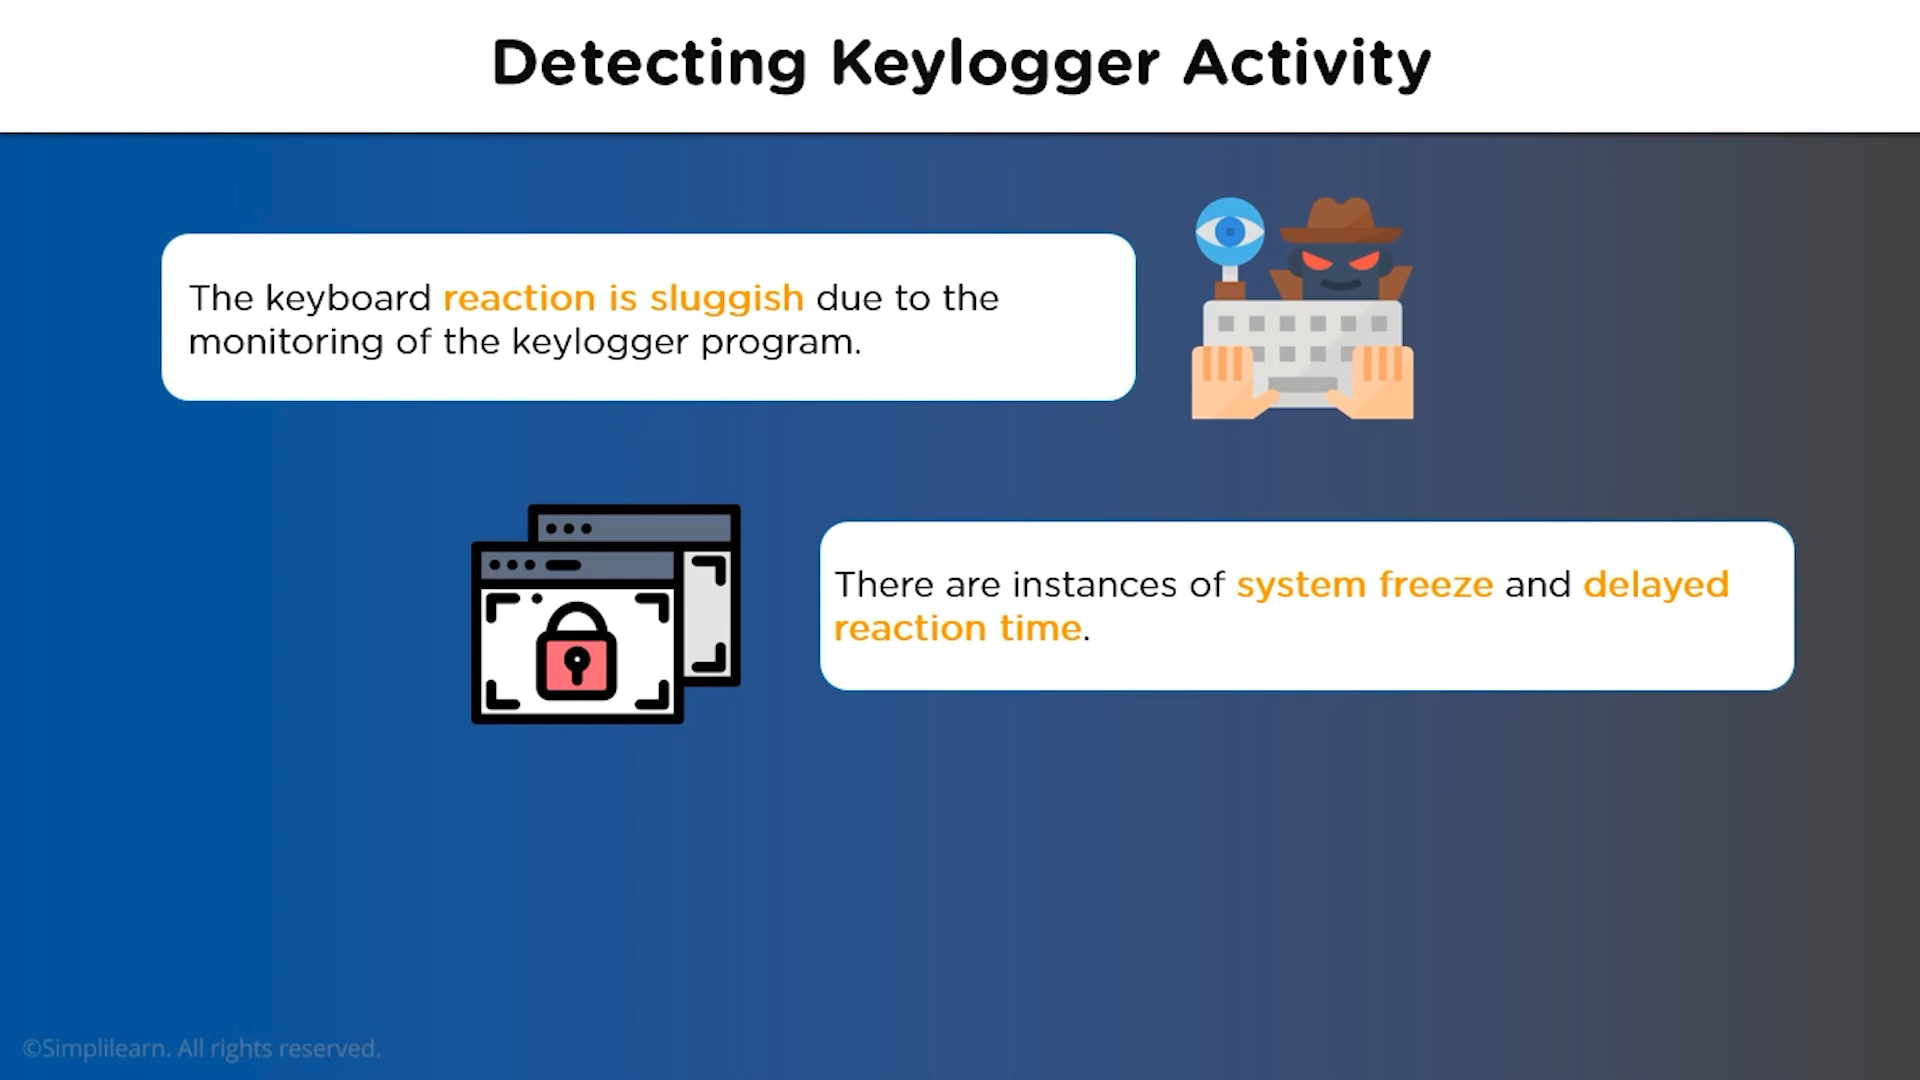 Detecting Keylogger Activity
The keyboard reaction is sluggish due to the
monitoring of the keylogger program.
There are instances of system freeze and delayed
reaction time.
©Simplilearn. All rights reserved.